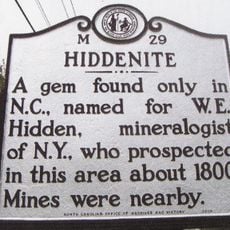 M 29
HIDDENITE
A gem found only in
N.C., named for W.E.
Hidden, mineralogist
of N.Y., who prospected
in this area about 1800
Mines were nearby.